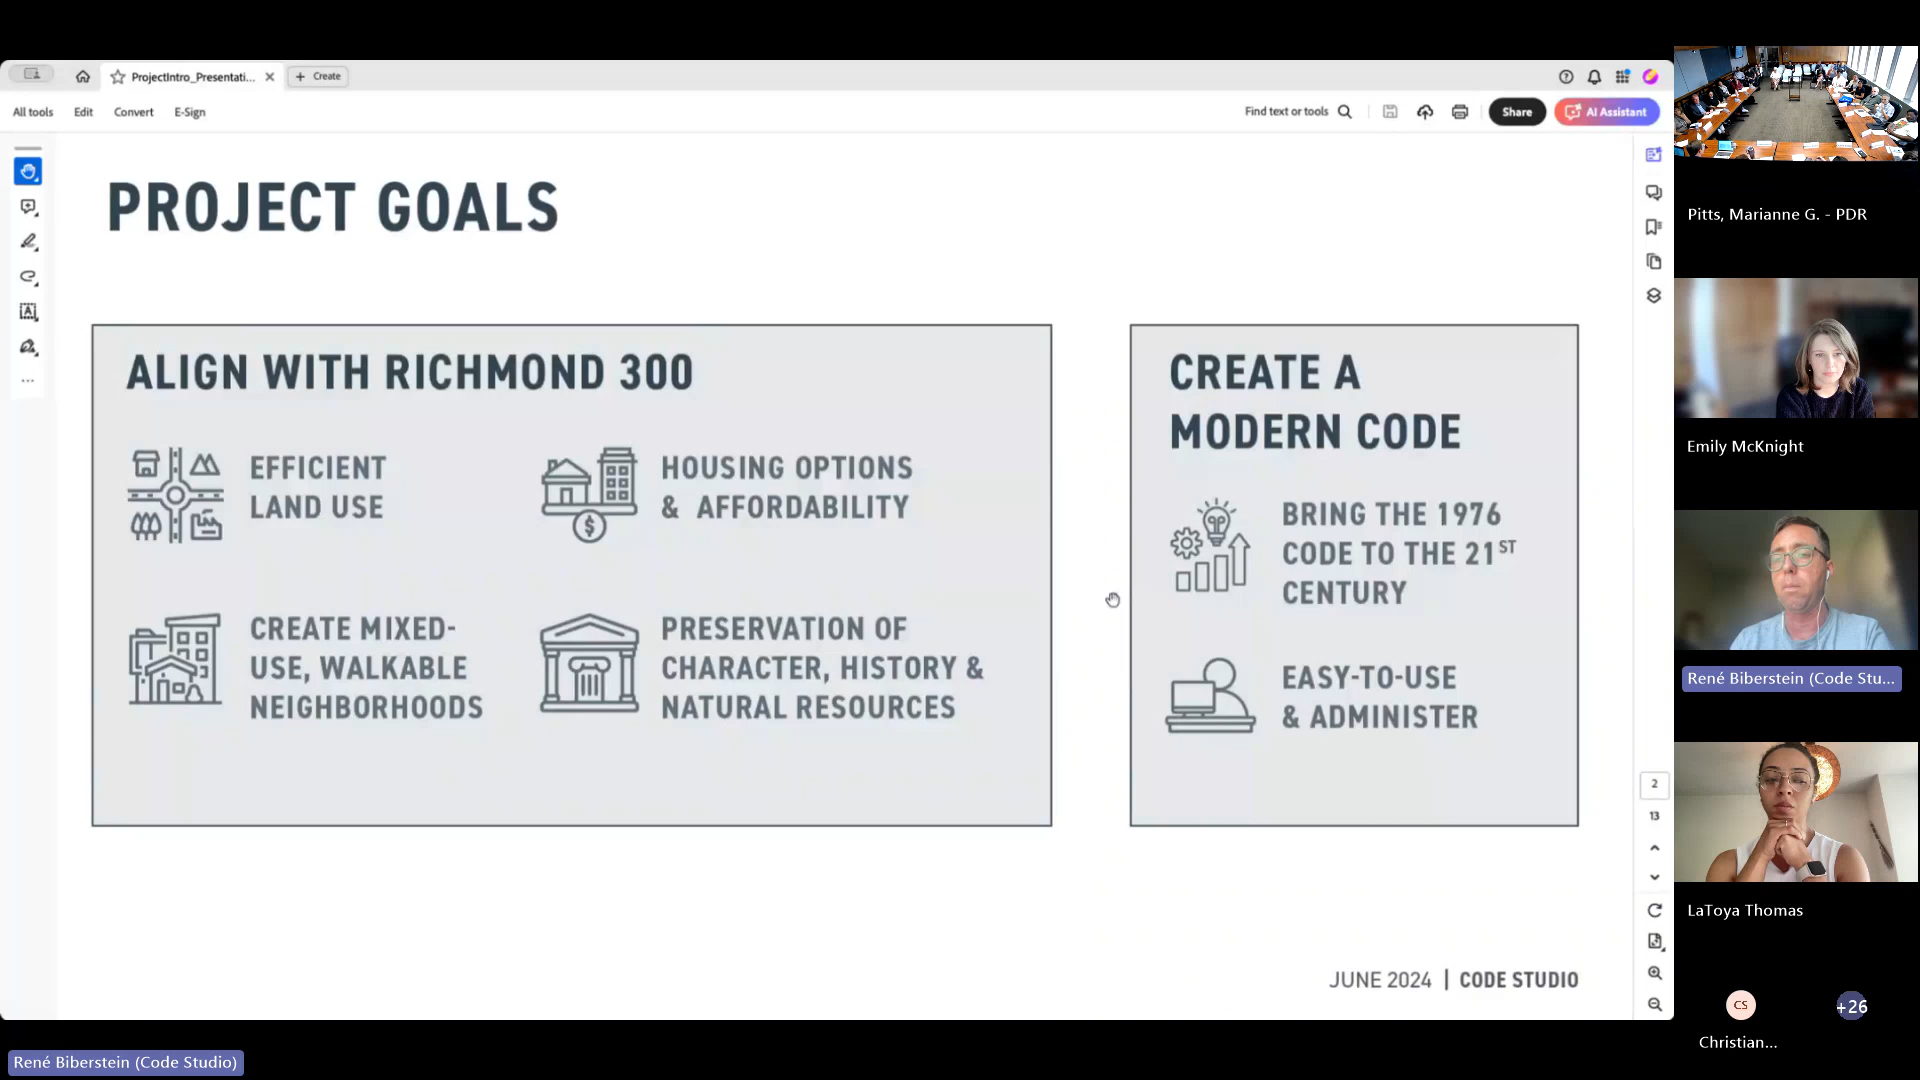 ProjectIntro_Presentati...
Create
All tools
Edit
Convert
E-Sign
Find text or tools
Share
AI Assistant
PROJECT GOALS
ALIGN WITH RICHMOND 300
EFFICIENT
LAND USE
HOUSING OPTIONS
& AFFORDABILITY
CREATE MIXED-
USE, WALKABLE
NEIGHBORHOODS
PRESERVATION OF
CHARACTER, HISTORY &
NATURAL RESOURCES
CREATE A
MODERN CODE
BRING THE 1976
CODE TO THE 21ST
CENTURY
EASY-TO-USE
& ADMINISTER
2
13
JUNE 2024 | CODE STUDIO
Pitts, Marianne G. - PDR
Emily McKnight
René Biberstein (Code Stu...
LaToya Thomas
CS
+26
Christian...
René Biberstein (Code Studio)